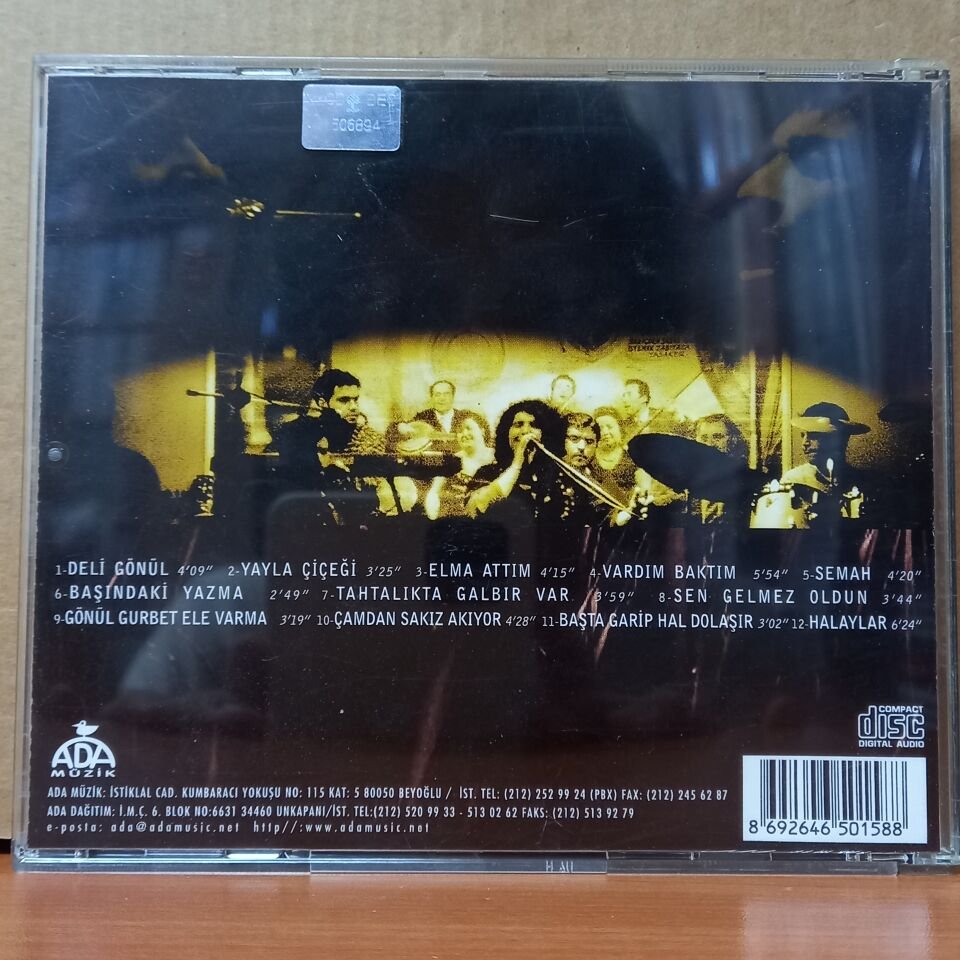 506894
1-DELİ GÖNÜL 4'09" 2-YAYLA ÇİÇEĞİ 3'25" 3-ELMA ATTIM 4'15" 4-VARDIM BAKTIM 5'54" 5-SEMAH 4'20"
6-BAŞINDAKİ YAZMA 2'49" 7-TAHTALIKTA GALBIR VAR 3'59" 8-SEN GELMEZ OLDUN 3'44"
9-GÖNÜL GURBET ELE VARMA 3'19" 10-ÇAMDAN SAKIZ AKIYOR 4'28" 11-BAŞTA GARİP HAL DOLAŞIR 3'02" 12-HALAYLAR 6'24"
COMPACT
disc
DIGITAL AUDIO
ADA
MÜZİK
ADA MÜZİK: İSTİKLAL CAD. KUMBARACI YOKUŞU NO: 115 KAT: 5 80050 BEYOĞLU / İST. TEL: (212) 252 99 24 (PBX) FAX: (212) 245 62 87
ADA DAĞITIM: İ.M.Ç. 6. BLOK NO:6631 34460 UNKAPANI/İST. TEL:(212) 520 99 33 - 513 02 62 FAKS: (212) 513 92 79
e-posta: ada@adamusic.net http//:www.adamusic.net
8 692646 501588